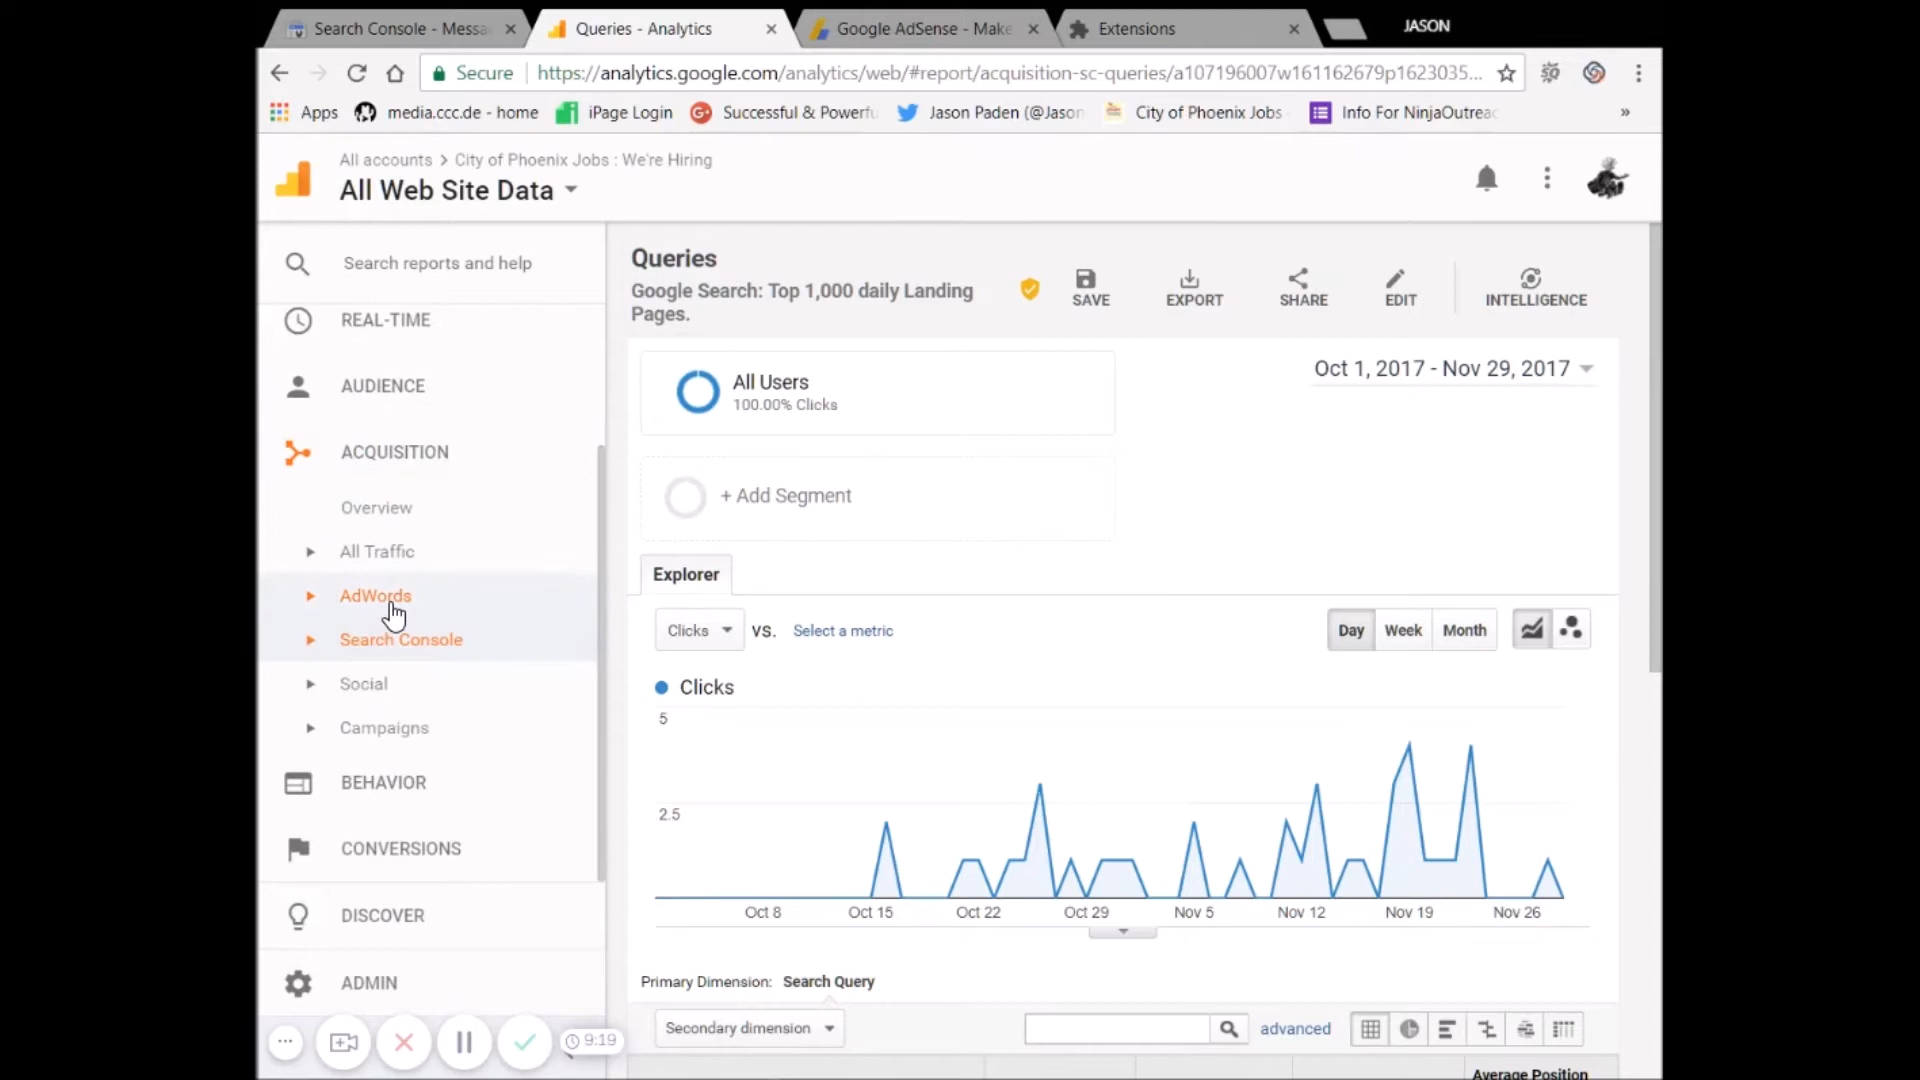 Search Console - Messa
Queries - Analytics
Google AdSense - Make
Extensions
JASON
Secure
https://analytics.google.com/analytics/web/#report/acquisition-sc-queries/a107196007w161162679p1623035...
Apps
media.ccc.de - home
iPage Login
Successful & Powerfu
Jason Paden (@Jason
City of Phoenix Jobs
Info For NinjaOutreac
»
All accounts > City of Phoenix Jobs : We're Hiring
All Web Site Data
Search reports and help
REAL-TIME
AUDIENCE
ACQUISITION
Overview
All Traffic
AdWords
Search Console
Social
Campaigns
BEHAVIOR
CONVERSIONS
DISCOVER
ADMIN
9:19
Queries
Google Search: Top 1,000 daily Landing
Pages.
SAVE
EXPORT
SHARE
EDIT
INTELLIGENCE
All Users
100.00% Clicks
Oct 1, 2017 - Nov 29, 2017
+ Add Segment
Explorer
Clicks
VS.
Select a metric
Day
Week
Month
Clicks
5
2.5
Oct 8
Oct 15
Oct 22
Oct 29
Nov 5
Nov 12
Nov 19
Nov 26
Primary Dimension: Search Query
Secondary dimension
advanced
Average Position